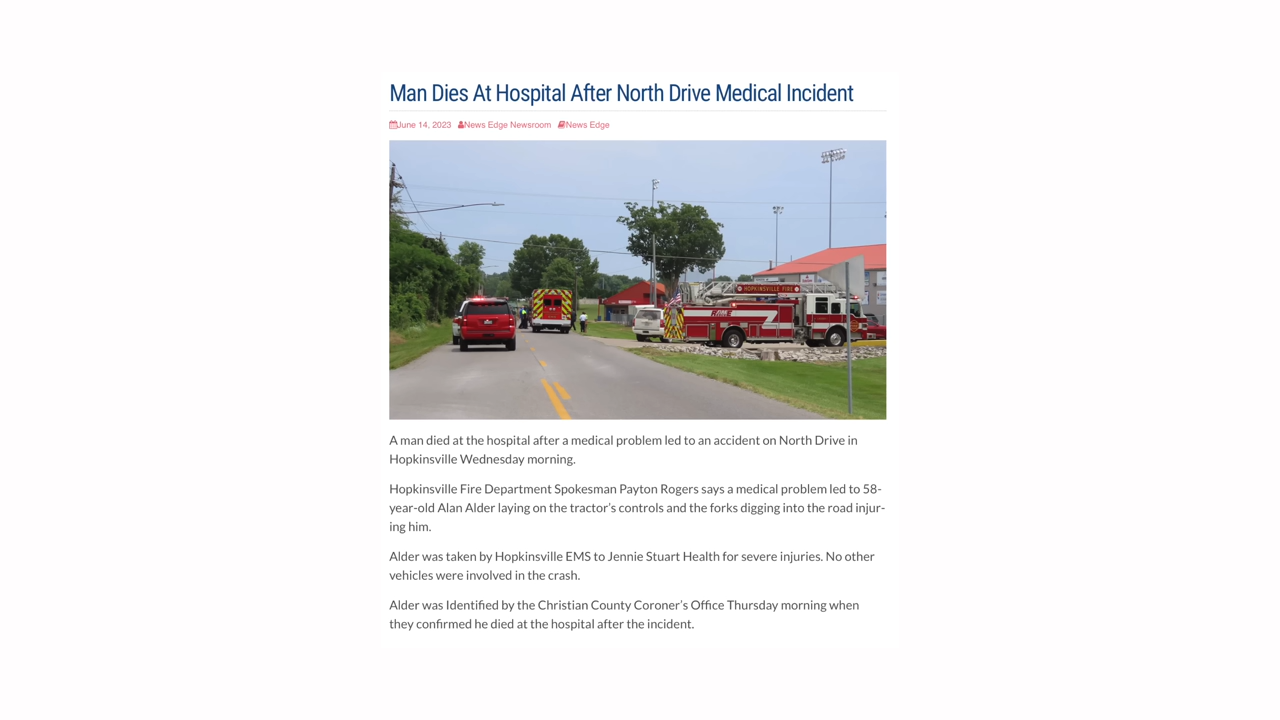 Man Dies At Hospital After North Drive Medical Incident
June 14, 2023 News Edge Newsroom News Edge
HOPKINSVILLE FIRE
A man died at the hospital after a medical problem led to an accident on North Drive in
Hopkinsville Wednesday morning.
Hopkinsville Fire Department Spokesman Payton Rogers says a medical problem led to 58-
year-old Alan Alder laying on the tractor's controls and the forks digging into the road injur-
ing him.
Alder was taken by Hopkinsville EMS to Jennie Stuart Health for severe injuries. No other
vehicles were involved in the crash.
Alder was Identified by the Christian County Coroner's Office Thursday morning when
they confirmed he died at the hospital after the incident.